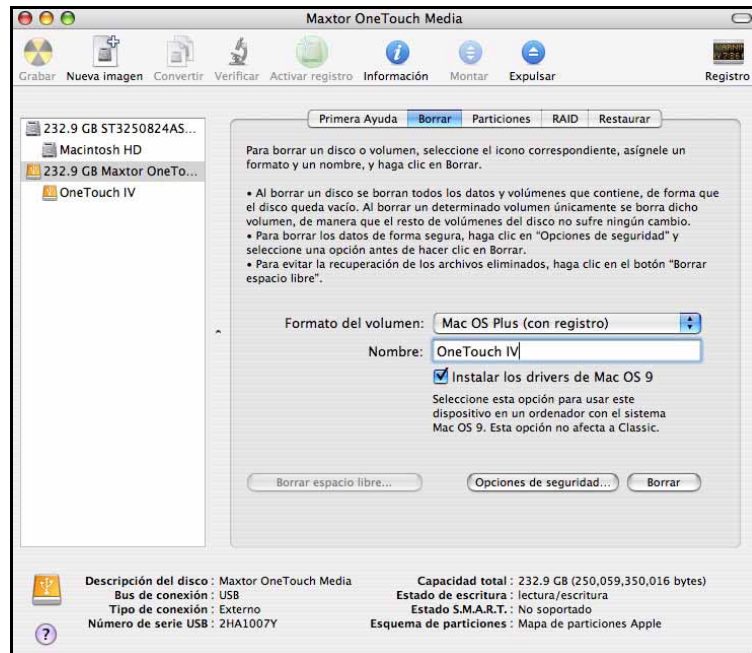 Maxtor OneTouch Media
Grabar Nueva imagen Convertir Verificar Activar registro Información Montar Expulsar Registro
232.9 GB ST3250824AS...
Macintosh HD
232.9 GB Maxtor OneTo...
OneTouch IV
Primera Ayuda Borrar Particiones RAID Restaurar
Para borrar un disco o volumen, seleccione el icono correspondiente, asígnele un
formato y un nombre, y haga clic en Borrar.
• Al borrar un disco se borran todos los datos y volúmenes que contiene, de forma que
el disco queda vacío. Al borrar un determinado volumen únicamente se borra dicho
volumen, de manera que el resto de volúmenes del disco no sufre ningún cambio.
• Para borrar los datos de forma segura, haga clic en "Opciones de seguridad" y
seleccione una opción antes de hacer clic en Borrar.
• Para evitar la recuperación de los archivos eliminados, haga clic en el botón "Borrar
espacio libre".
Formato del volumen: Mac OS Plus (con registro)
Nombre: OneTouch IV
Instalar los drivers de Mac OS 9
Seleccione esta opción para usar este
dispositivo en un ordenador con el sistema
Mac OS 9. Esta opción no afecta a Classic.
Borrar espacio libre... Opciones de seguridad... Borrar
Descripción del disco : Maxtor OneTouch Media Capacidad total : 232.9 GB (250,059,350,016 bytes)
Bus de conexión : USB Estado de escritura : lectura/escritura
Tipo de conexión : Externo Estado S.M.A.R.T. : No soportado
Número de serie USB : 2HA1007Y Esquema de particiones : Mapa de particiones Apple
?